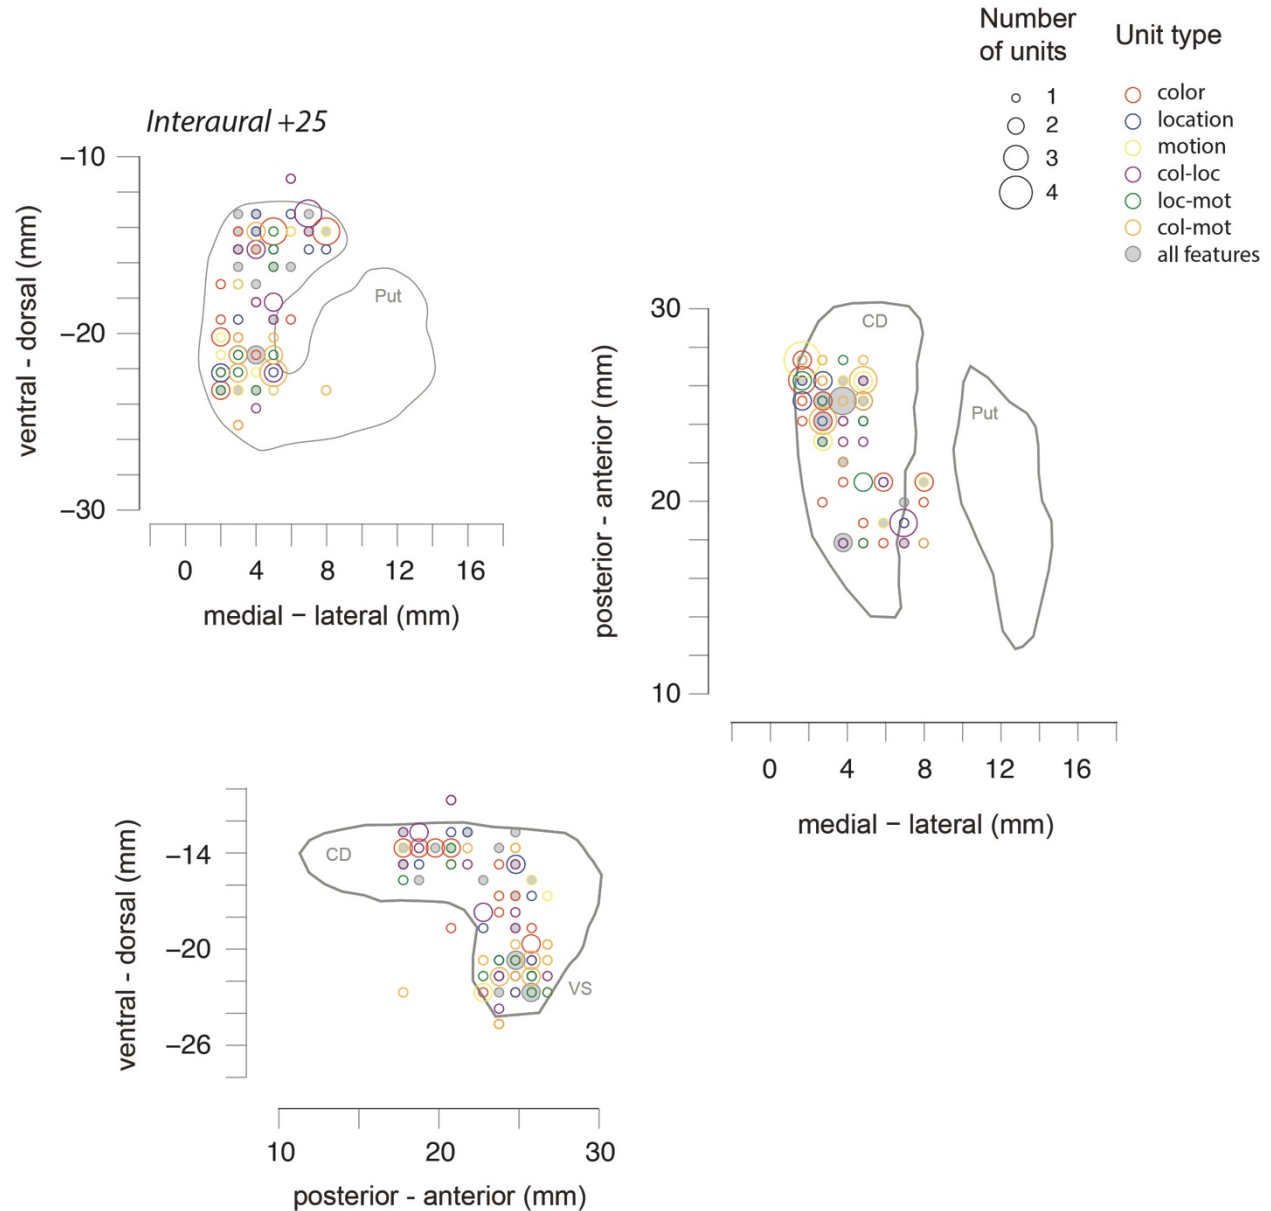 Number
of units
Unit type
1
2
3
4
color
location
motion
col-loc
loc-mot
col-mot
all features
Interaural +25
−10
−20
−30
ventral - dorsal (mm)
Put
0 4 8 12 16
medial − lateral (mm)
30
20
10
posterior - anterior (mm)
CD
Put
0 4 8 12 16
medial − lateral (mm)
−14
−20
−26
ventral - dorsal (mm)
CD
VS
10 20 30
posterior - anterior (mm)